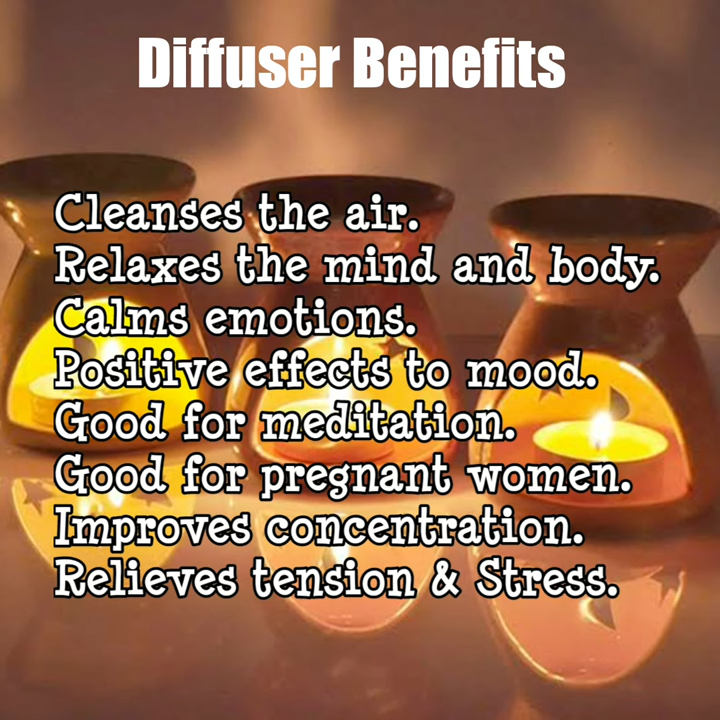 Diffuser Benefits
Cleanses the air.
Relaxes the mind and body.
Calms emotions.
Positive effects to mood.
Good for meditation.
Good for pregnant women.
Improves concentration.
Relieves tension & Stress.